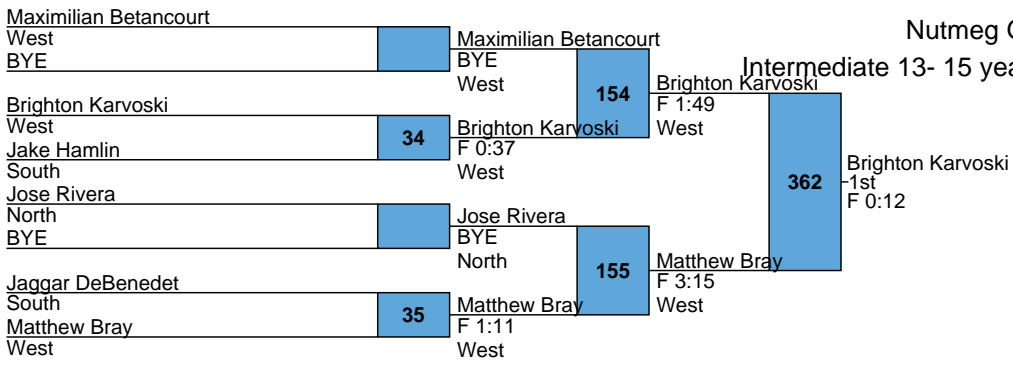 Maximilian Betancourt
West
BYE
Brighton Karvoski
West
Jake Hamlin
South
Jose Rivera
North
BYE
Jaggar DeBenedet
South
Matthew Bray
West
34
35
Maximilian Betancourt
BYE
West
Brighton Karvoski
F 0:37
West
Jose Rivera
BYE
North
Matthew Bray
F 1:11
West
154
155
Nutmeg
Intermediate 13- 15
Brighton Karvoski
F 1:49
West
Matthew Bray
F 3:15
West
362
Brighton Karvoski
1st
F 0:12